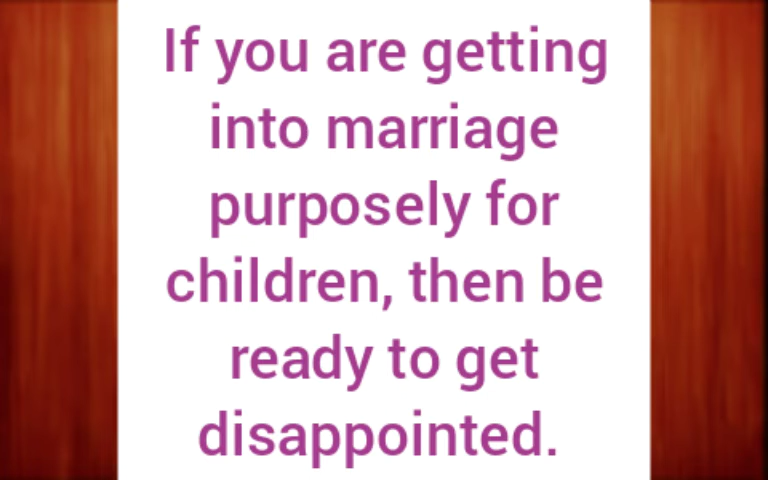 If you are getting
into marriage
purposely for
children, then be
ready to get
disappointed.